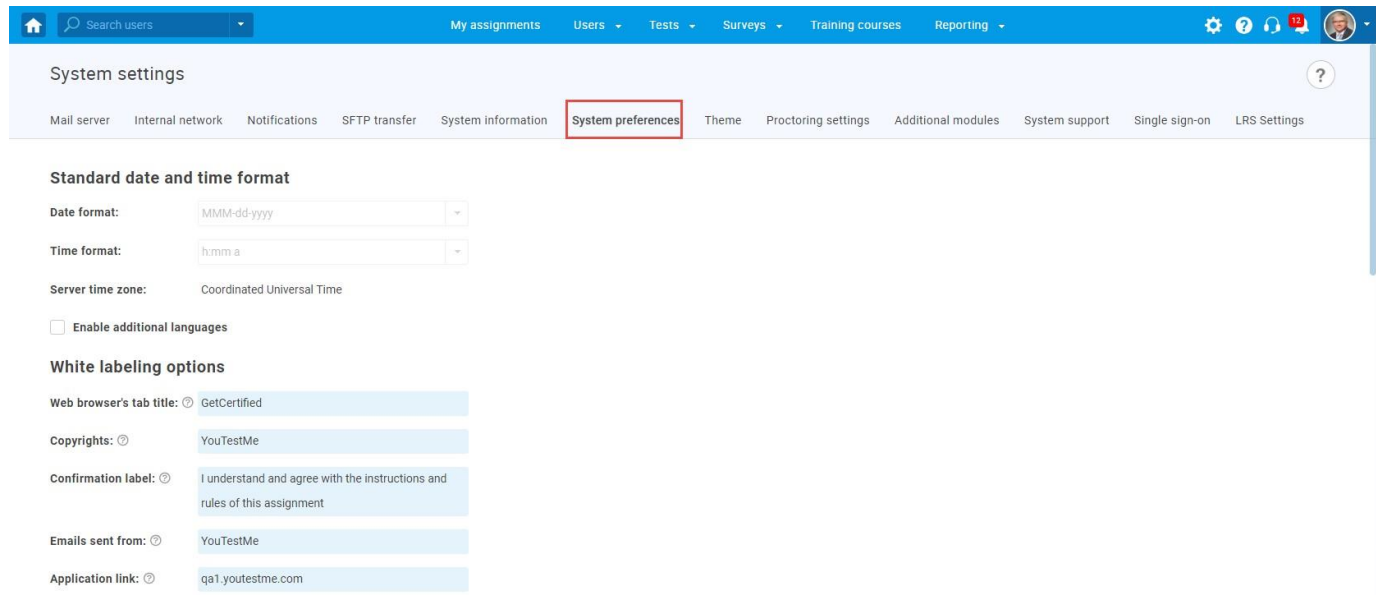 Search users My assignments Users Tests Surveys Training courses Reporting 12
System settings ?
Mail server Internal network Notifications SFTP transfer System information System preferences Theme Proctoring settings Additional modules System support Single sign-on LRS Settings
Standard date and time format
Date format: MMM-dd-yyyy
Time format: h:mm a
Server time zone: Coordinated Universal Time
Enable additional languages
White labeling options
Web browser's tab title: GetCertified
Copyrights: YouTestMe
Confirmation label: I understand and agree with the instructions and
rules of this assignment
Emails sent from: YouTestMe
Application link: qa1.youtestme.com